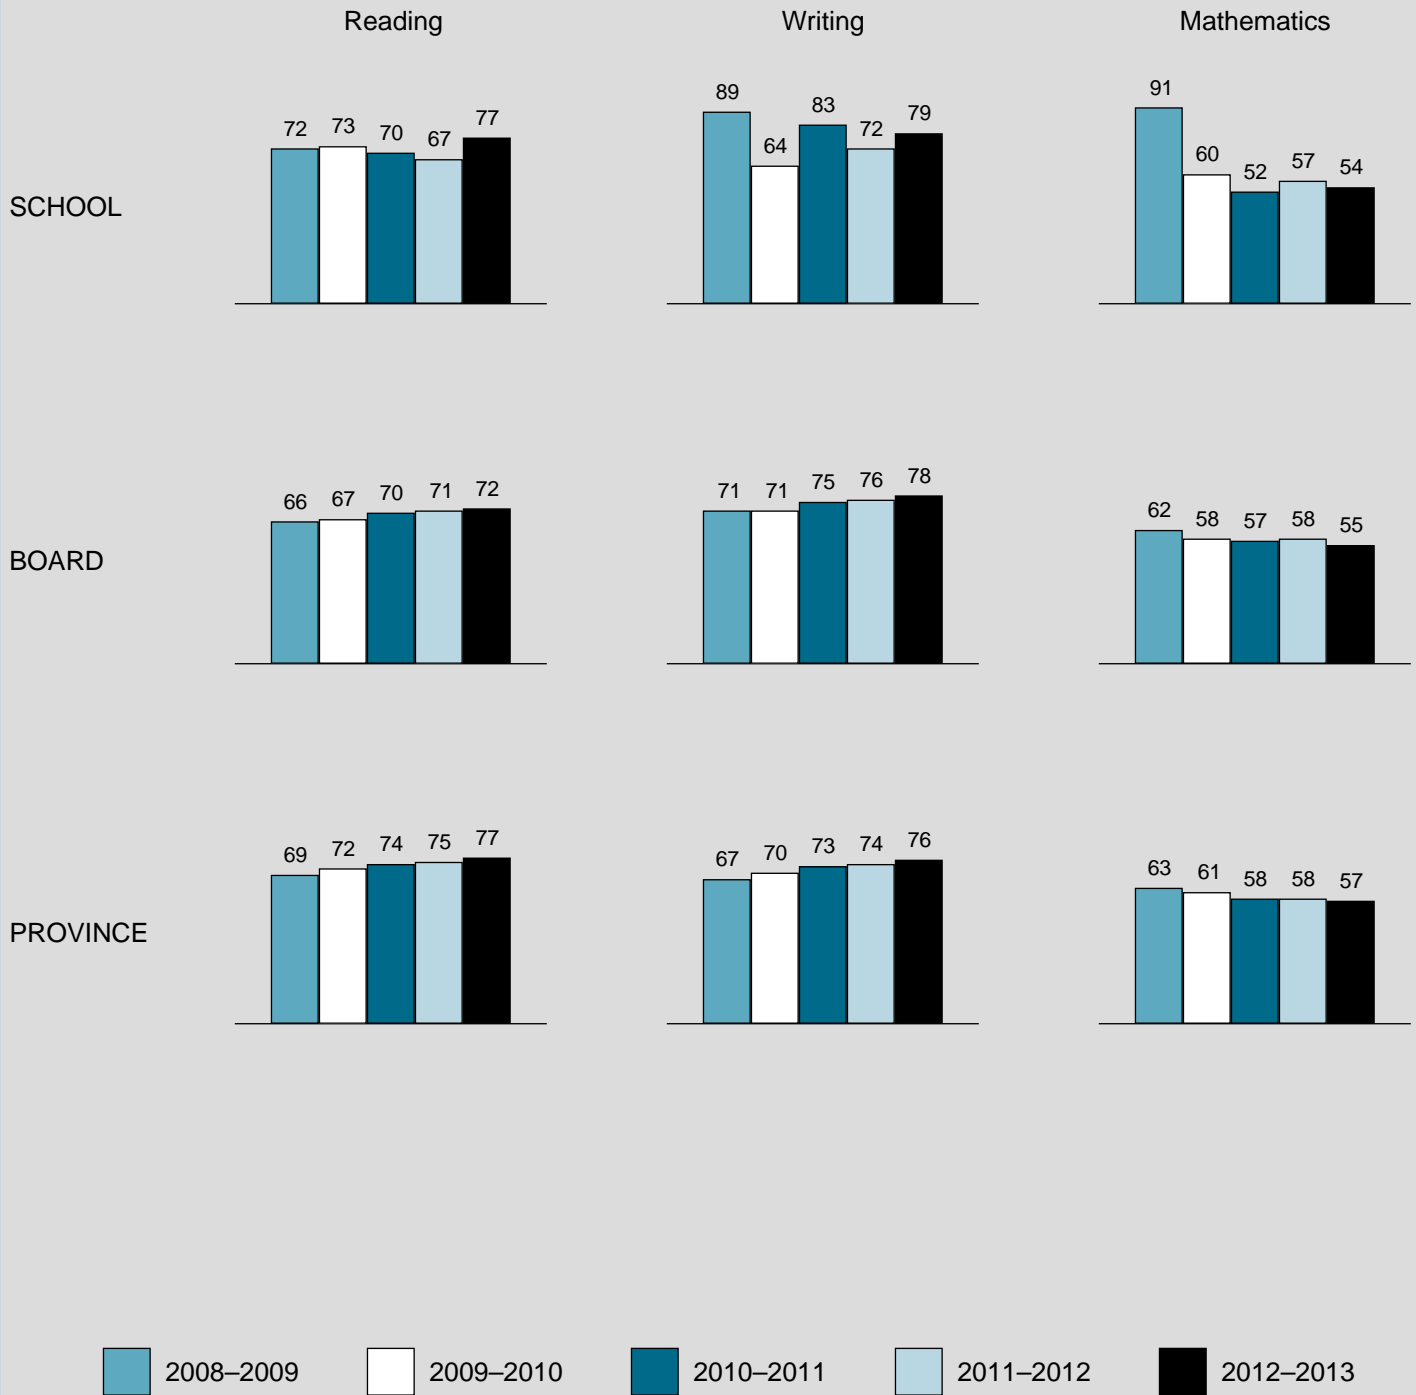 Reading Writing Mathematics
SCHOOL
72 73 70 67 77
89 64 83 72 79
91 60 52 57 54
BOARD
66 67 70 71 72
71 71 75 76 78
62 58 57 58 55
PROVINCE
69 72 74 75 77
67 70 73 74 76
63 61 58 58 57
2008–2009 2009–2010 2010–2011 2011–2012 2012–2013